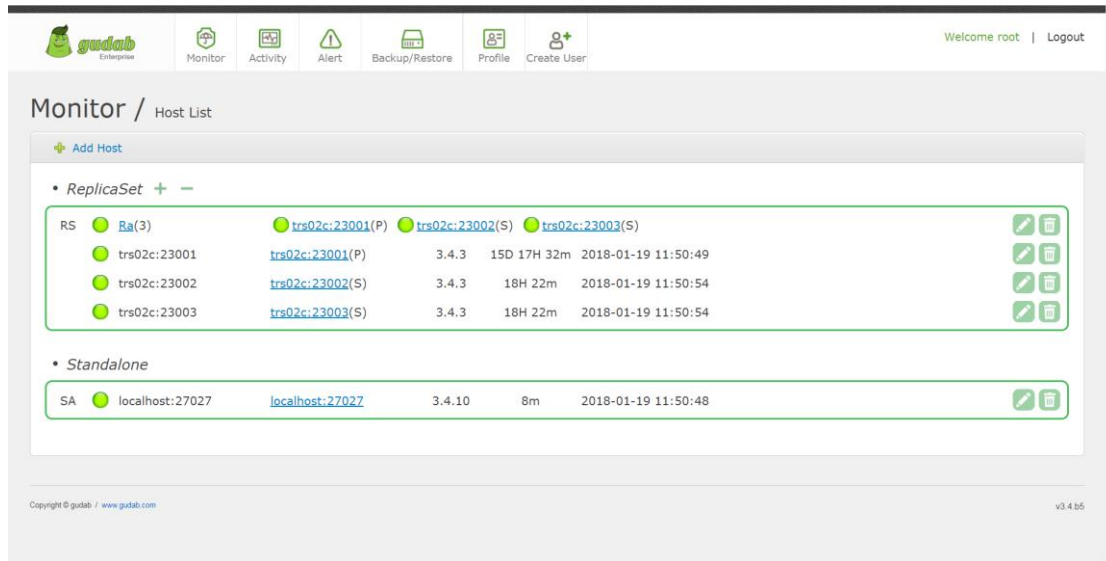 gudab
Enterprise
Monitor Activity Alert Backup/Restore Profile Create User
Welcome root | Logout
Monitor / Host List
Add Host
• ReplicaSet + −
RS Ra(3) trs02c:23001(P) trs02c:23002(S) trs02c:23003(S)
trs02c:23001 trs02c:23001(P) 3.4.3 15D 17H 32m 2018-01-19 11:50:49
trs02c:23002 trs02c:23002(S) 3.4.3 18H 22m 2018-01-19 11:50:54
trs02c:23003 trs02c:23003(S) 3.4.3 18H 22m 2018-01-19 11:50:54
• Standalone
SA localhost:27027 localhost:27027 3.4.10 8m 2018-01-19 11:50:48
Copyright © gudab / www.gudab.com
v3.4.b5